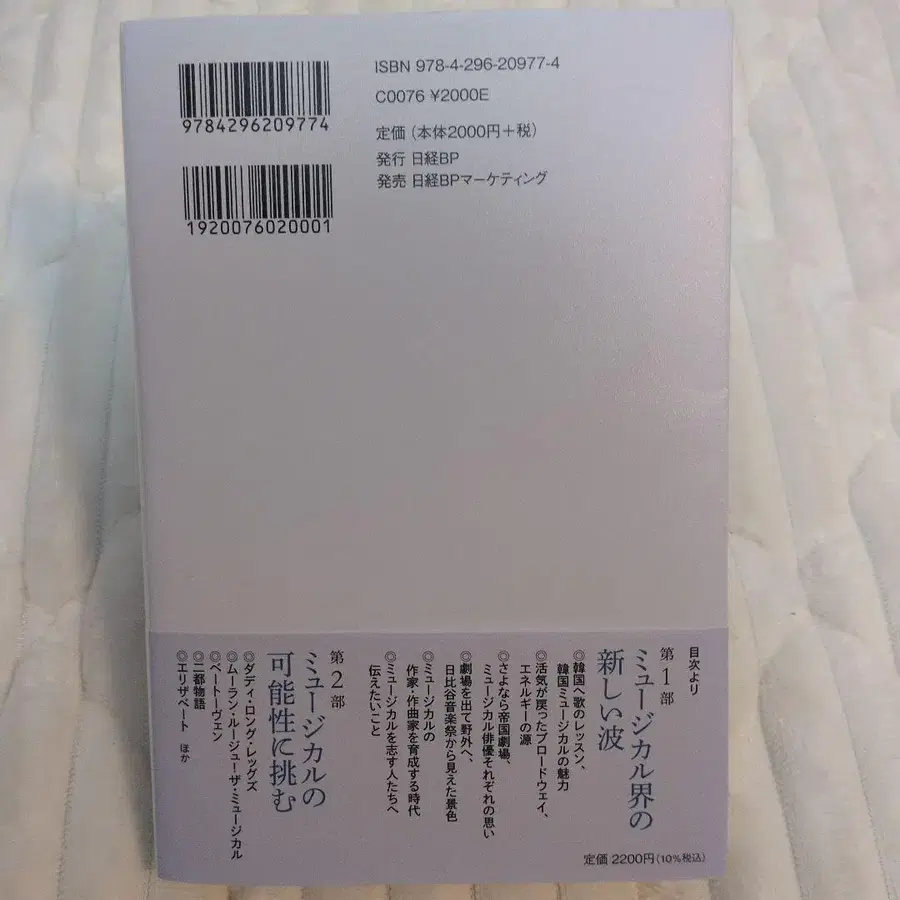 9784296209774
1920076020001
ISBN 978-4-296-20977-4
C0076 ¥2000E
定価（本体2000円＋税）
発行 日経BP
発売 日経BPマーケティング
目次より
第1部
ミュージカル界の
新しい波
◎韓国へ歌のレッスン、
韓国ミュージカルの魅力
◎活気が戻ったブロードウェイ、
エネルギーの源
◎さよなら帝国劇場、
ミュージカル俳優それぞれの思い
◎劇場を出て野外へ、
日比谷音楽祭から見えた景色
◎ミュージカルの
作家・作曲家を育成する時代
◎ミュージカルを志す人たちへ
伝えたいこと
第2部
ミュージカルの
可能性に挑む
◎ダディ・ロング・レッグズ
◎ムーラン・ルージュ・ザ・ミュージカル
◎ベートーヴェン
◎二都物語
◎エリザベート ほか
定価 2200円（10％税込）